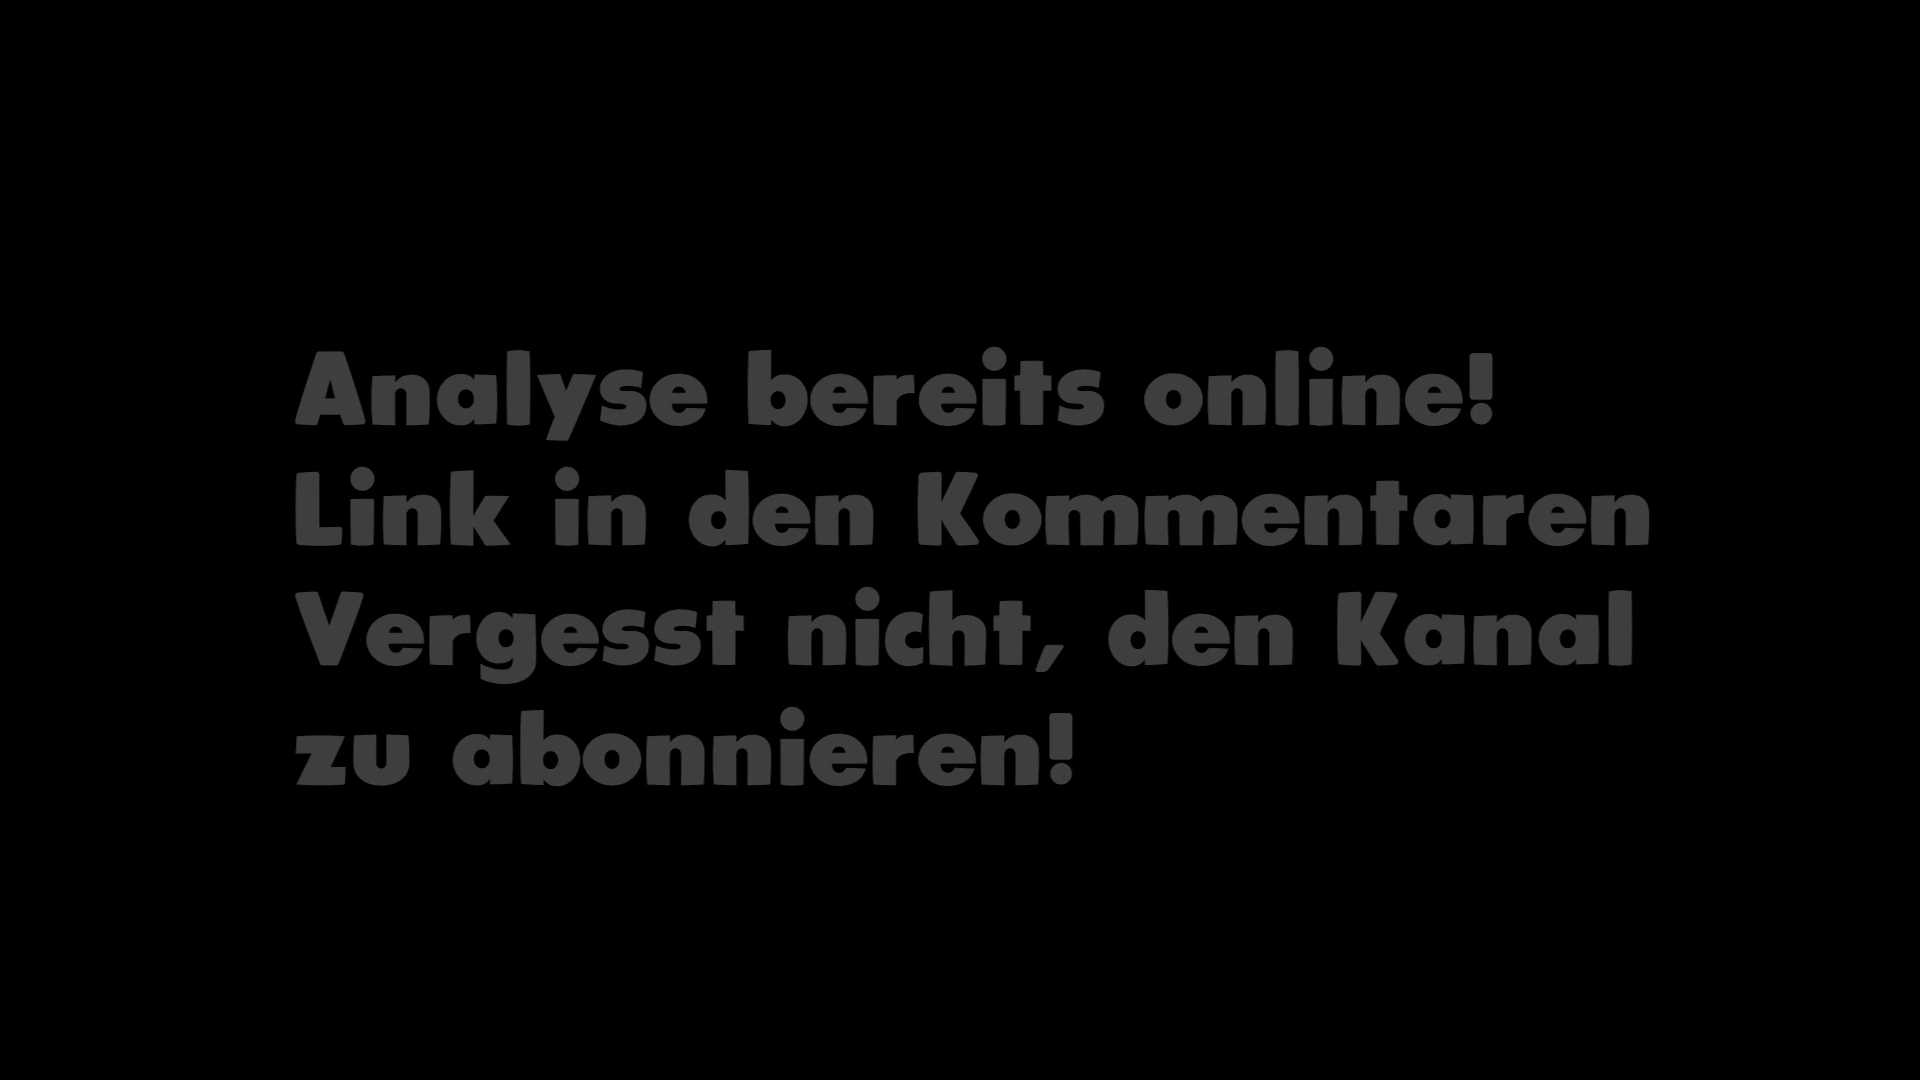 Analyse bereits online!
Link in den Kommentaren
Vergesst nicht, den Kanal
zu abonnieren!